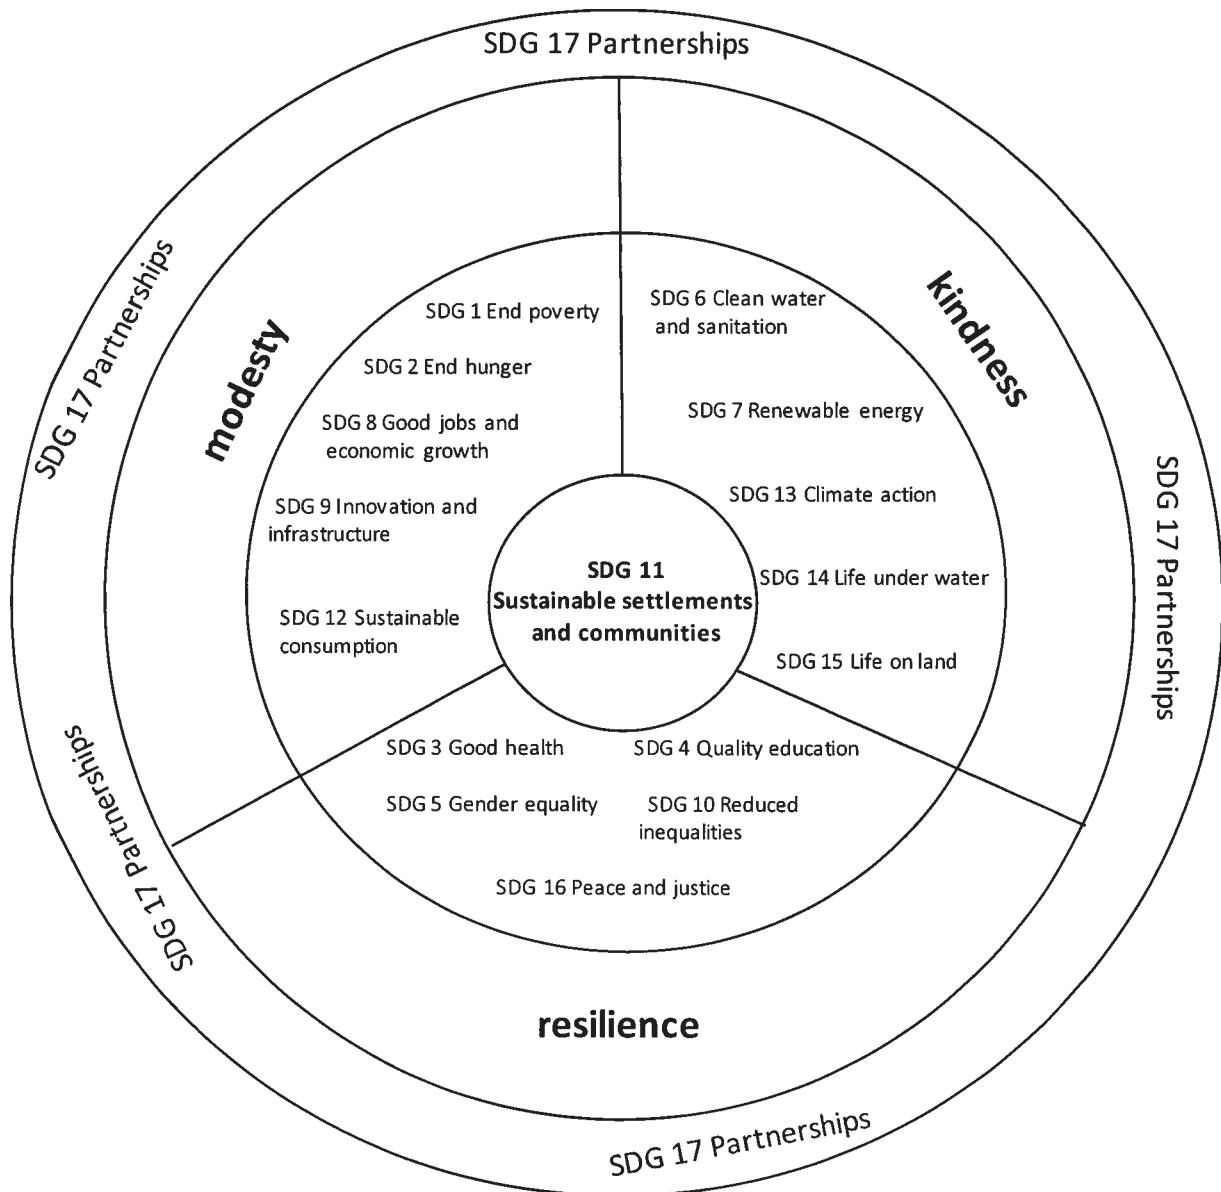 SDG 17 Partnerships
SDG 17 Partnerships
modesty
SDG 1 End poverty
SDG 2 End hunger
SDG 8 Good jobs and
economic growth
SDG 9 Innovation and
infrastructure
SDG 12 Sustainable
consumption
kindness
SDG 6 Clean water
and sanitation
SDG 7 Renewable energy
SDG 13 Climate action
SDG 14 Life under water
SDG 15 Life on land
SDG 17 Partnerships
SDG 11
Sustainable settlements
and communities
SDG 3 Good health
SDG 4 Quality education
SDG 5 Gender equality
SDG 10 Reduced
inequalities
SDG 16 Peace and justice
resilience
SDG 17 Partnerships
SDG 17 Partnerships